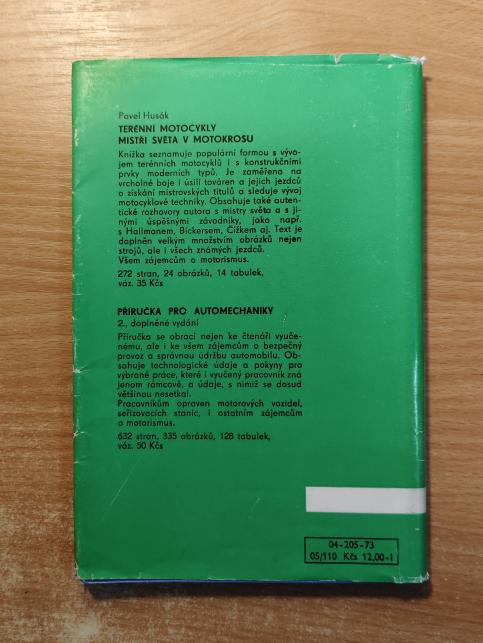 Pavel Husák
TERÉNNÍ MOTOCYKLY
MISTŘI SVĚTA V MOTOKROSU
Knížka seznamuje populární formou s vývo-
jem terénních motocyklů i s konstrukčními
prvky moderních typů. Je zaměřena na
vrcholné boje i úsilí továren a jejich jezdců
o získání mistrovských titulů a sleduje vývoj
motocyklové techniky. Obsahuje také auten-
tické rozhovory autora s mistry světa a s ji-
nými úspěšnými závodníky, jako např.
s Hallmanem, Bickersem, Čížkem aj. Text je
doplněn velkým množstvím obrázků nejen
strojů, ale i všech známých jezdců.
Všem zájemcům o motorismus.
272 stran, 24 obrázků, 14 tabulek,
váz. 35 Kčs
PŘÍRUČKA PRO AUTOMECHANIKY
2., doplněné vydání
Příručka se obrací nejen ke čtenáři vyuče-
nému, ale i ke všem zájemcům o bezpečný
provoz a správnou údržbu automobilu. Ob-
sahuje technologické údaje a pokyny pro
vybrané práce, které i vyučený pracovník zná
jenom rámcově, a údaje, s nimiž se dosud
většinou nesetkal.
Pracovníkům opraven motorových vozidel,
seřizovacích stanic, i ostatním zájemcům
o motorismus.
632 stran, 335 obrázků, 128 tabulek,
váz. 50 Kčs
04-205-73
05/110 Kčs 12,00-I